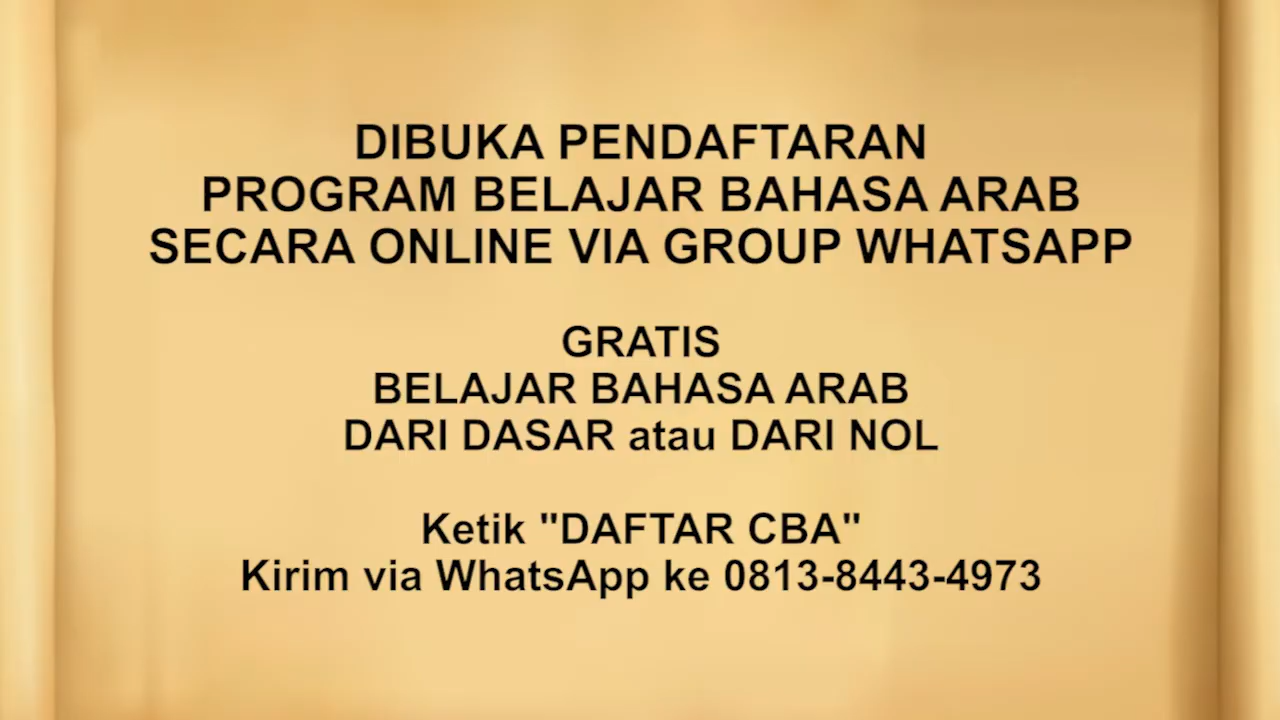 DIBUKA PENDAFTARAN
PROGRAM BELAJAR BAHASA ARAB
SECARA ONLINE VIA GROUP WHATSAPP
GRATIS
BELAJAR BAHASA ARAB
DARI DASAR atau DARI NOL
Ketik "DAFTAR CBA"
Kirim via WhatsApp ke 0813-8443-4973